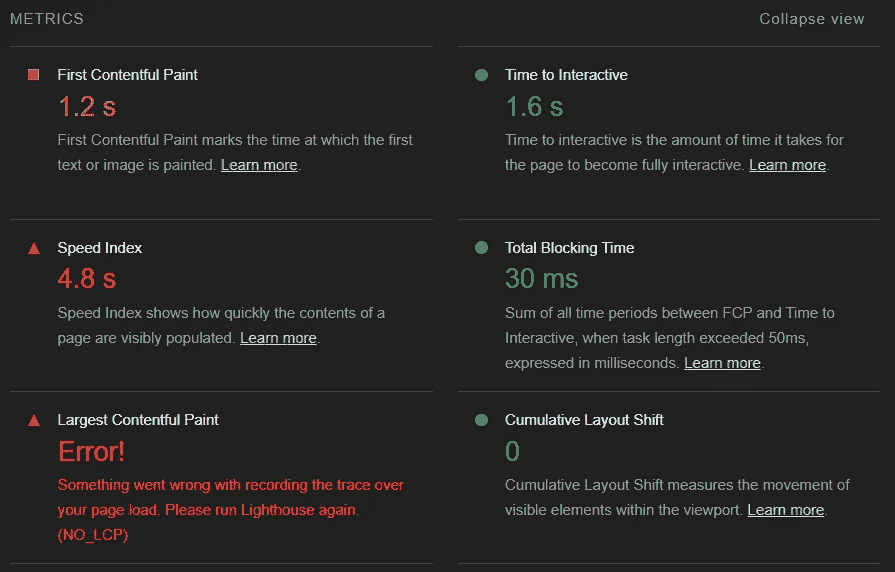 METRICS
Collapse view
First Contentful Paint
1.2 s
First Contentful Paint marks the time at which the first
text or image is painted. Learn more.
Time to Interactive
1.6 s
Time to interactive is the amount of time it takes for
the page to become fully interactive. Learn more.
Speed Index
4.8 s
Speed Index shows how quickly the contents of a
page are visibly populated. Learn more.
Total Blocking Time
30 ms
Sum of all time periods between FCP and Time to
Interactive, when task length exceeded 50ms,
expressed in milliseconds. Learn more.
Largest Contentful Paint
Error!
Something went wrong with recording the trace over
your page load. Please run Lighthouse again.
(NO_LCP)
Cumulative Layout Shift
0
Cumulative Layout Shift measures the movement of
visible elements within the viewport. Learn more.